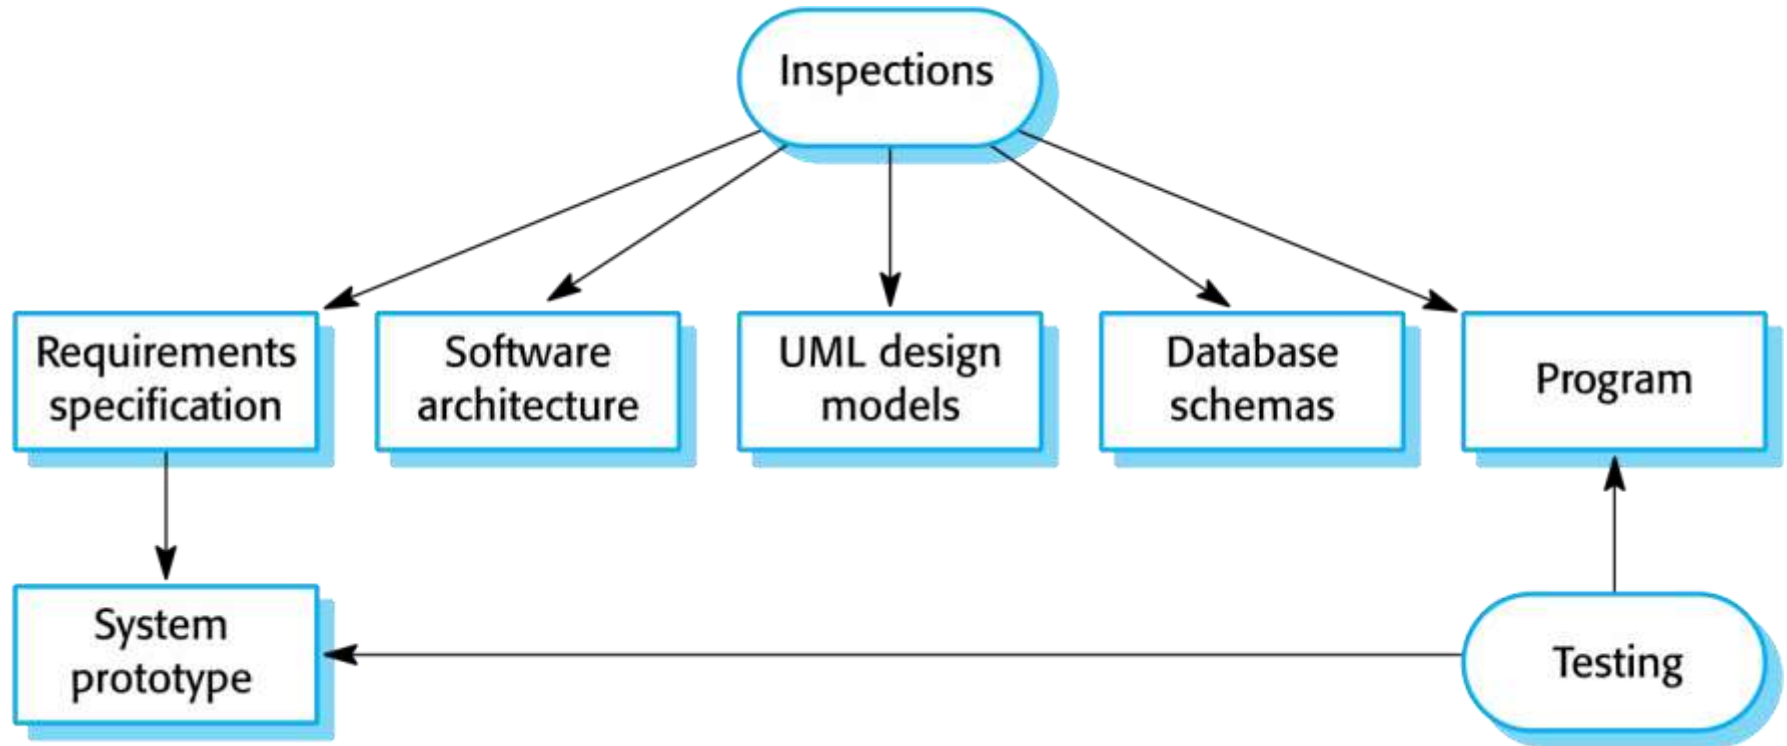 Inspections
Requirements
specification
Software
architecture
UML design
models
Database
schemas
Program
System
prototype
Testing